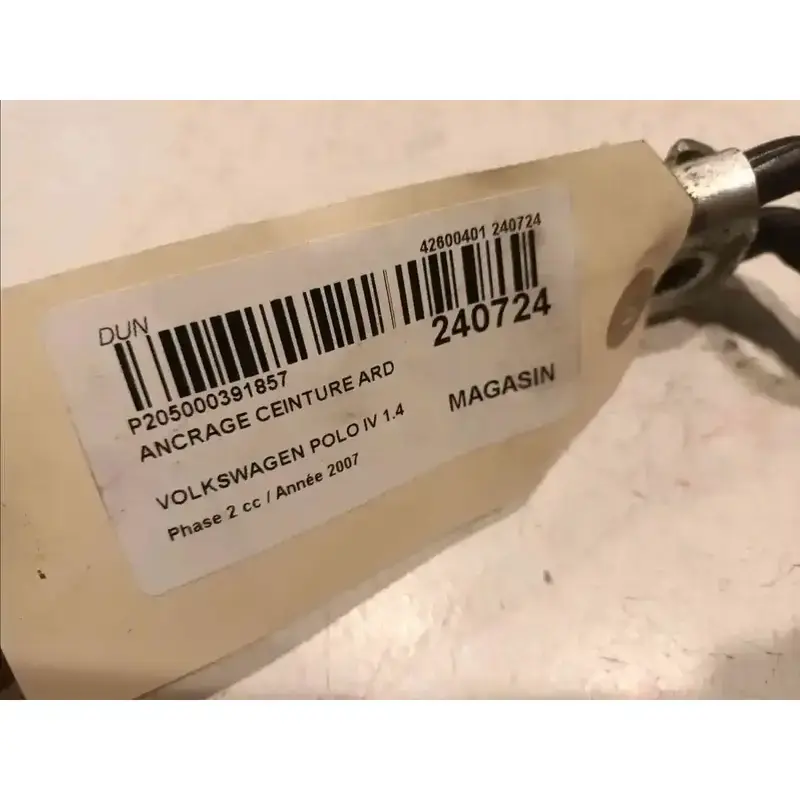 42600401 240724
DUN
240724
P205000391857
ANCRAGE CEINTURE ARD
MAGASIN
VOLKSWAGEN POLO IV 1.4
Phase 2 cc / Année 2007